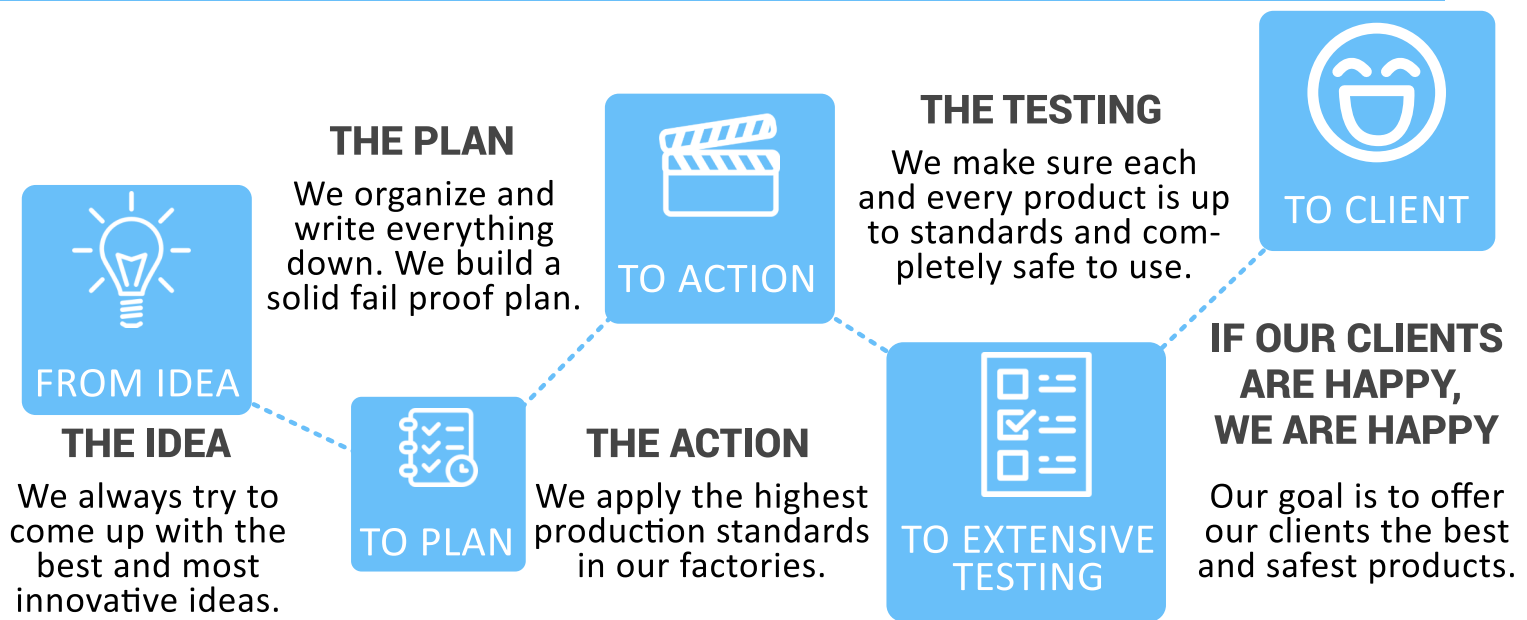 FROM IDEA
THE IDEA
We always try to
come up with the
best and most
innovative ideas.
THE PLAN
We organize and
write everything
down. We build a
solid fail proof plan.
TO PLAN
TO ACTION
THE ACTION
We apply the highest
production standards
in our factories.
THE TESTING
We make sure each
and every product is up
to standards and com-
pletely safe to use.
TO EXTENSIVE
TESTING
TO CLIENT
IF OUR CLIENTS
ARE HAPPY,
WE ARE HAPPY
Our goal is to offer
our clients the best
and safest products.